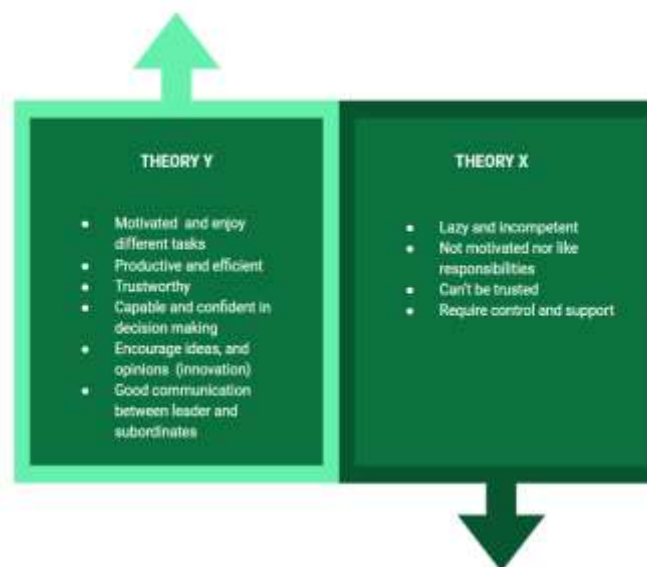 THEORY Y
● Motivated and enjoy
different tasks
● Productive and efficient
● Trustworthy
● Capable and confident in
decision making
● Encourage ideas, and
opinions (innovation)
● Good communication
between leader and
subordinates
THEORY X
● Lazy and incompetent
● Not motivated nor like
responsibilities
● Can't be trusted
● Require control and support